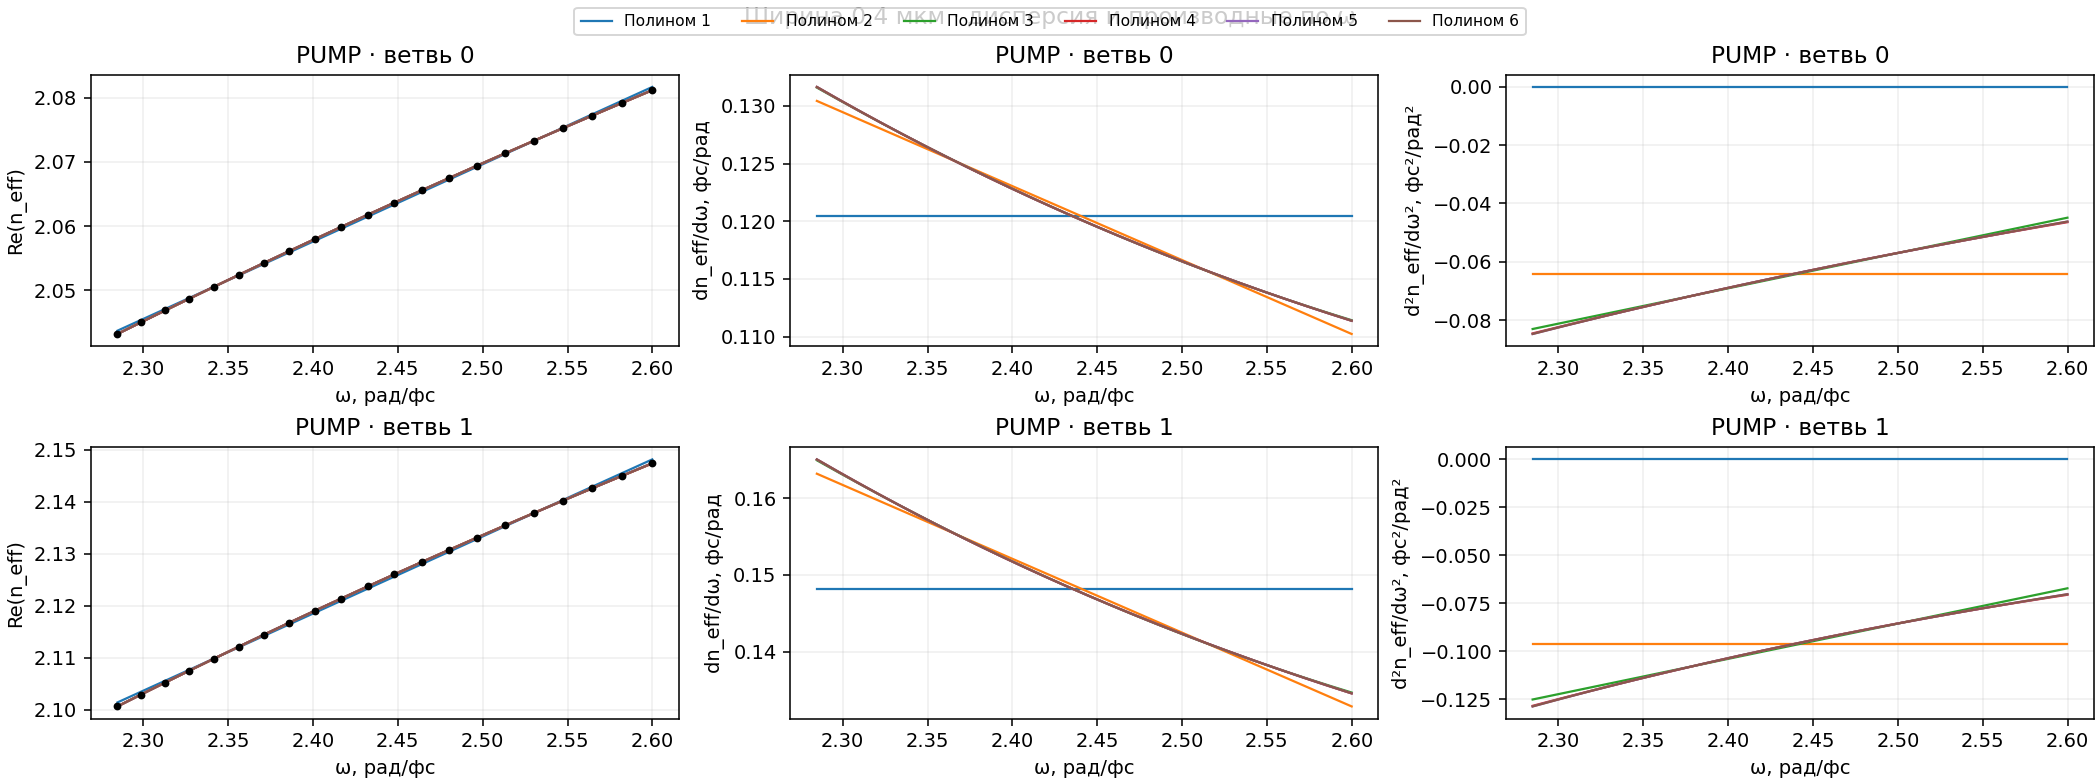 Ширина 0.4 мкм · дисперсия и производные по ω
Полином 1 Полином 2 Полином 3 Полином 4 Полином 5 Полином 6
PUMP · ветвь 0
Re(n_eff)
2.08
2.07
2.06
2.05
2.30 2.35 2.40 2.45 2.50 2.55 2.60
ω, рад/фс
PUMP · ветвь 0
dn_eff/dω, фс/рад
0.130
0.125
0.120
0.115
0.110
2.30 2.35 2.40 2.45 2.50 2.55 2.60
ω, рад/фс
PUMP · ветвь 0
d²n_eff/dω², фс²/рад²
0.00
−0.02
−0.04
−0.06
−0.08
2.30 2.35 2.40 2.45 2.50 2.55 2.60
ω, рад/фс
PUMP · ветвь 1
Re(n_eff)
2.15
2.14
2.13
2.12
2.11
2.10
2.30 2.35 2.40 2.45 2.50 2.55 2.60
ω, рад/фс
PUMP · ветвь 1
dn_eff/dω, фс/рад
0.16
0.15
0.14
2.30 2.35 2.40 2.45 2.50 2.55 2.60
ω, рад/фс
PUMP · ветвь 1
d²n_eff/dω², фс²/рад²
0.000
−0.025
−0.050
−0.075
−0.100
−0.125
2.30 2.35 2.40 2.45 2.50 2.55 2.60
ω, рад/фс